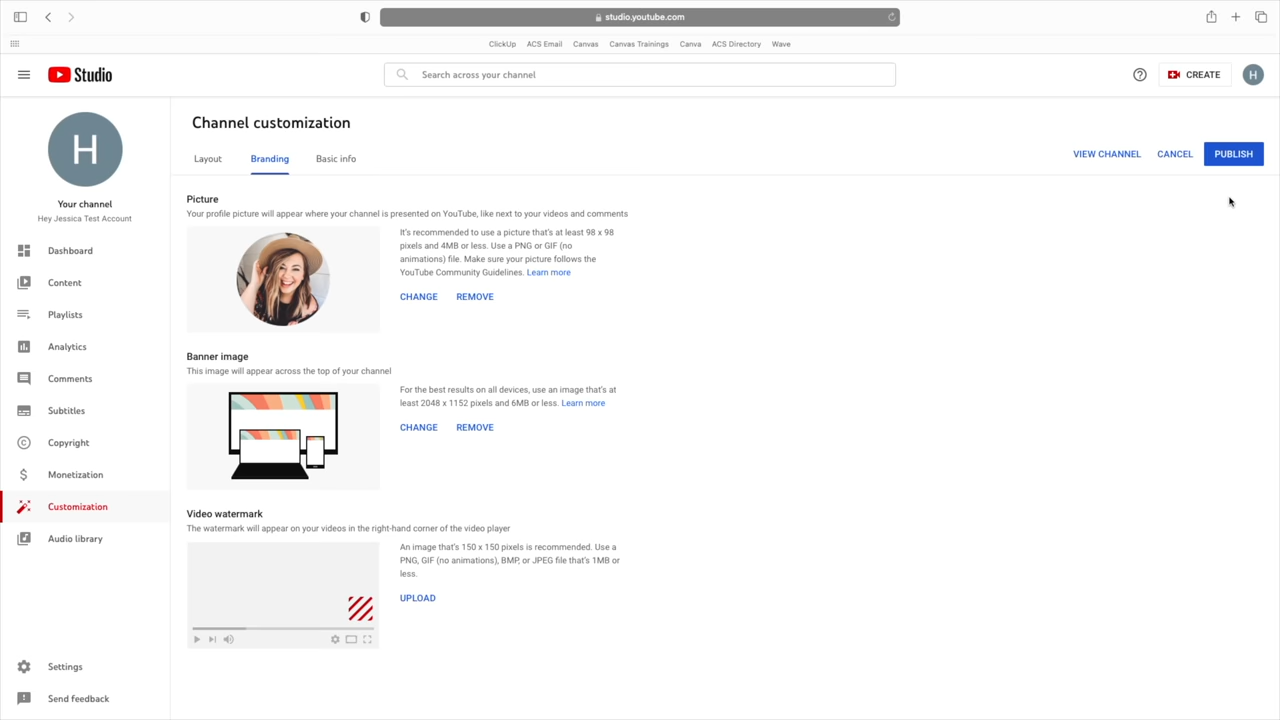 studio.youtube.com
ClickUp ACS Email Canvas Canvas Trainings Canva ACS Directory Wave
Studio
Search across your channel
CREATE
H
H
Your channel
Hey Jessica Test Account
Dashboard
Content
Playlists
Analytics
Comments
Subtitles
Copyright
Monetization
Customization
Audio library
Settings
Send feedback
Channel customization
Layout Branding Basic info
VIEW CHANNEL CANCEL PUBLISH
Picture
Your profile picture will appear where your channel is presented on YouTube, like next to your videos and comments
It's recommended to use a picture that's at least 98 x 98
pixels and 4MB or less. Use a PNG or GIF (no
animations) file. Make sure your picture follows the
YouTube Community Guidelines. Learn more
CHANGE REMOVE
Banner image
This image will appear across the top of your channel
For the best results on all devices, use an image that's at
least 2048 x 1152 pixels and 6MB or less. Learn more
CHANGE REMOVE
Video watermark
The watermark will appear on your videos in the right-hand corner of the video player
An image that's 150 x 150 pixels is recommended. Use a
PNG, GIF (no animations), BMP, or JPEG file that's 1MB or
less.
UPLOAD